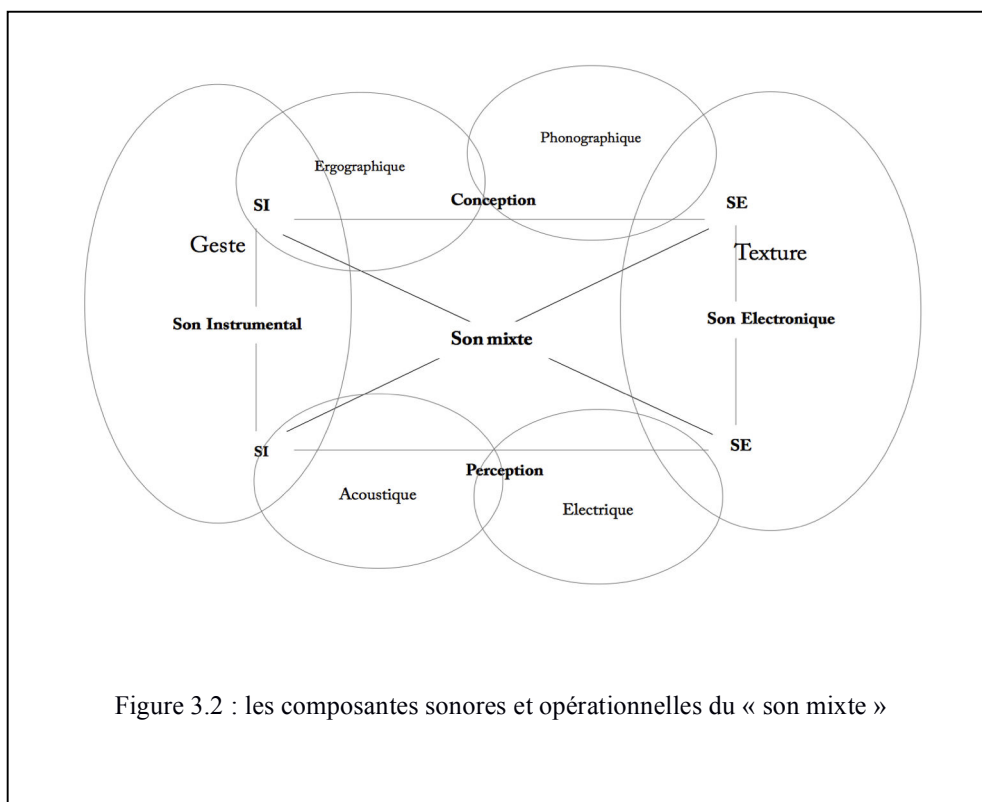 Phonographique
Ergographique
Conception
SI
SE
Geste
Texture
Son Instrumental
Son Electronique
Son mixte
SI
SE
Perception
Acoustique
Electrique
Figure 3.2 : les composantes sonores et opérationnelles du « son mixte »